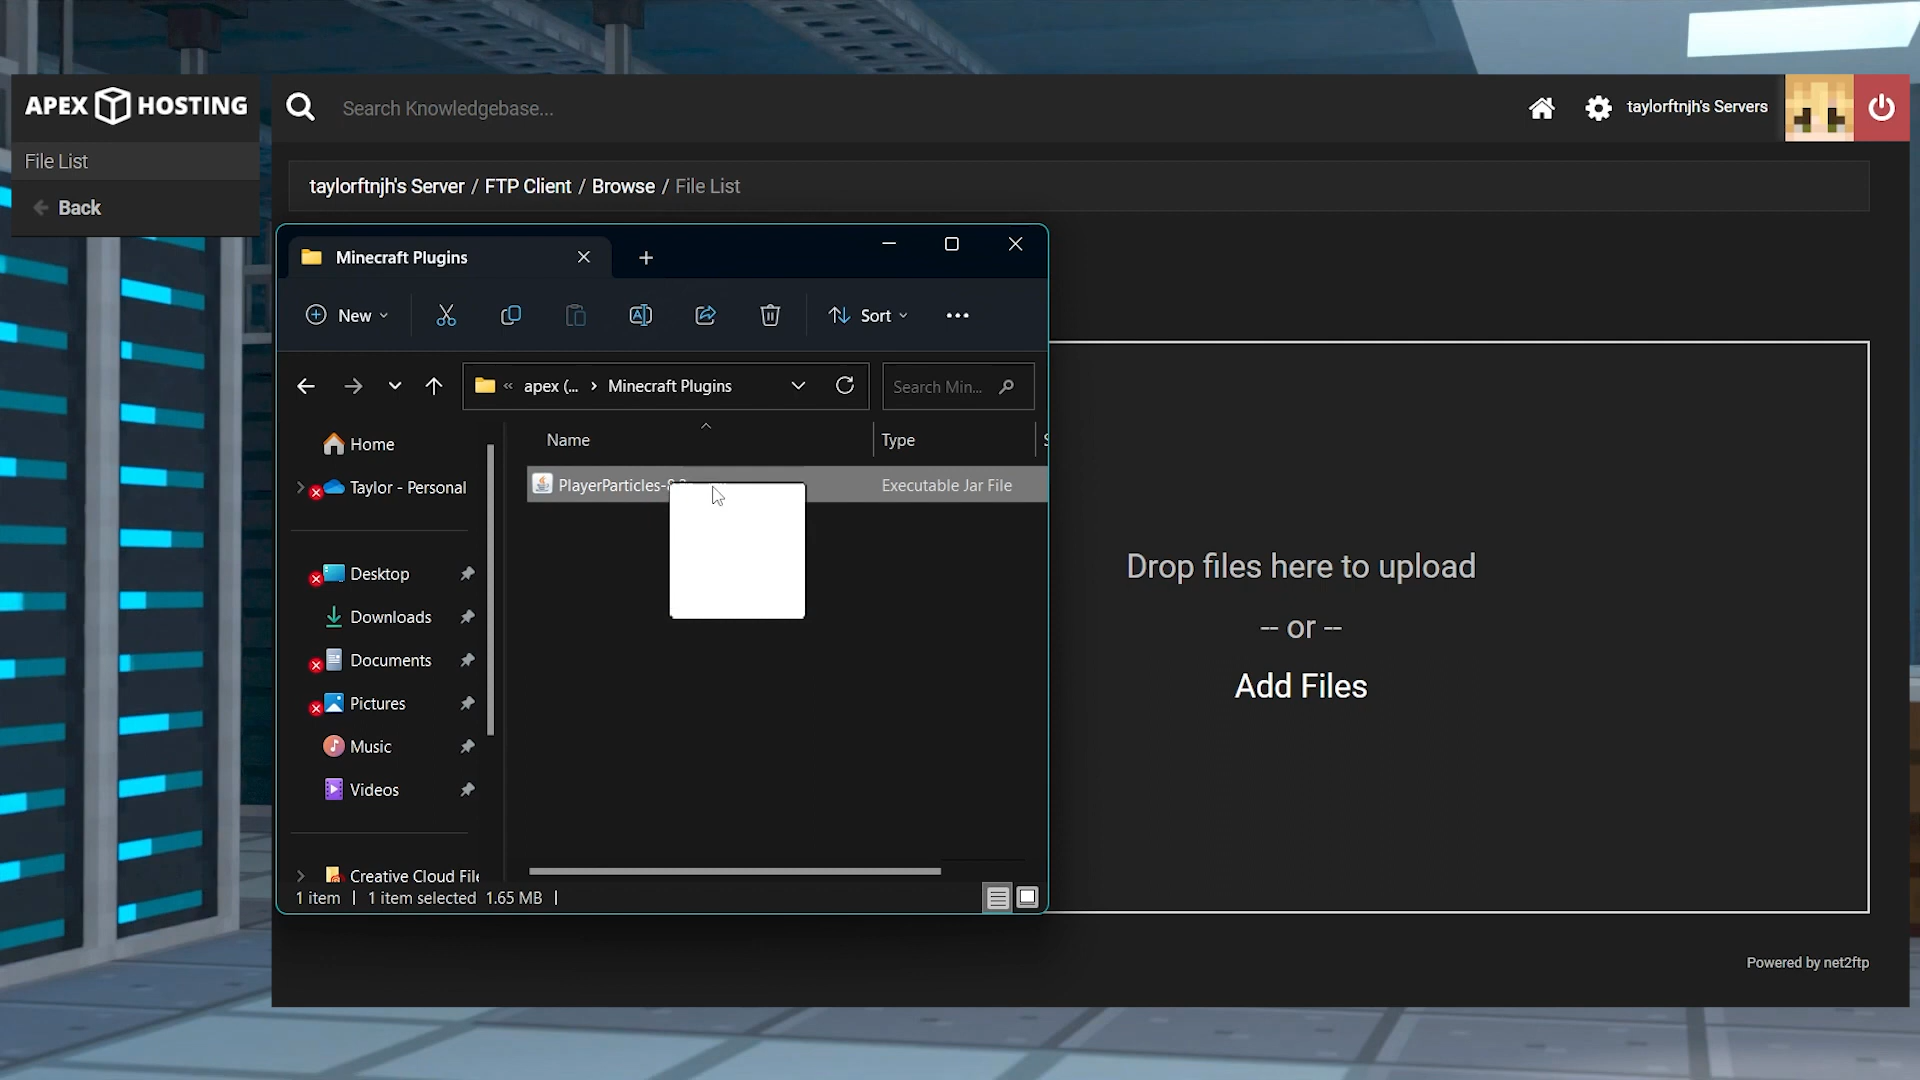 APEX HOSTING
Search Knowledgebase...
taylorftnjh's Servers
File List
Back
taylorftnjh's Server / FTP Client / Browse / File List
Minecraft Plugins
New
Sort
« apex (... › Minecraft Plugins
Search Min...
Home
Taylor - Personal
Desktop
Downloads
Documents
Pictures
Music
Videos
Creative Cloud File
Name
Type
PlayerParticles-
Executable Jar File
1 item | 1 item selected 1.65 MB |
Drop files here to upload
-- or --
Add Files
Powered by net2ftp